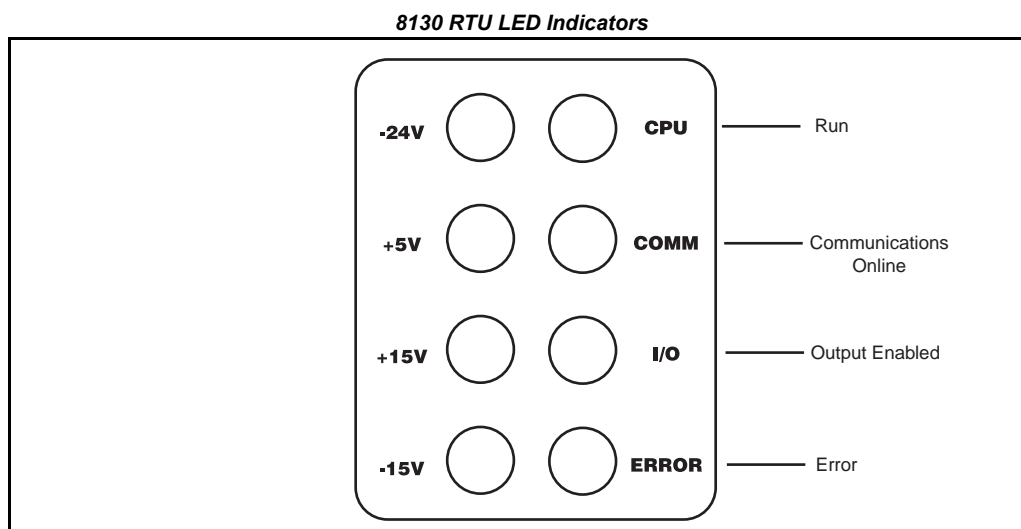 8130 RTU LED Indicators
-24V CPU Run
+5V COMM Communications
Online
+15V I/O Output Enabled
-15V ERROR Error